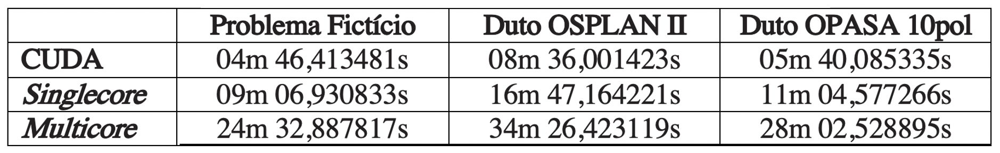 Problema Fictício Duto OSPLAN II Duto OPASA 10pol
CUDA 04m 46,413481s 08m 36,001423s 05m 40,085335s
Singlecore 09m 06,930833s 16m 47,164221s 11m 04,577266s
Multicore 24m 32,887817s 34m 26,423119s 28m 02,528895s